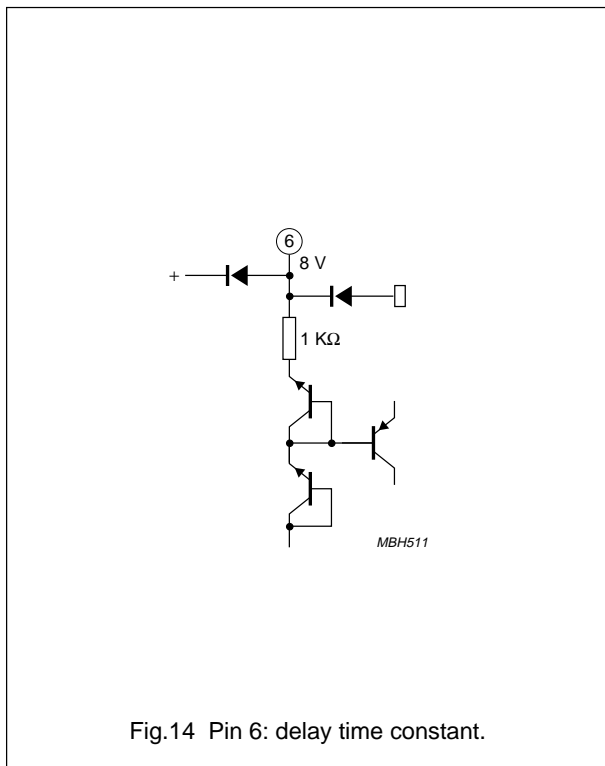 6
8 V
+
1 KΩ
MBH511
Fig.14 Pin 6: delay time constant.